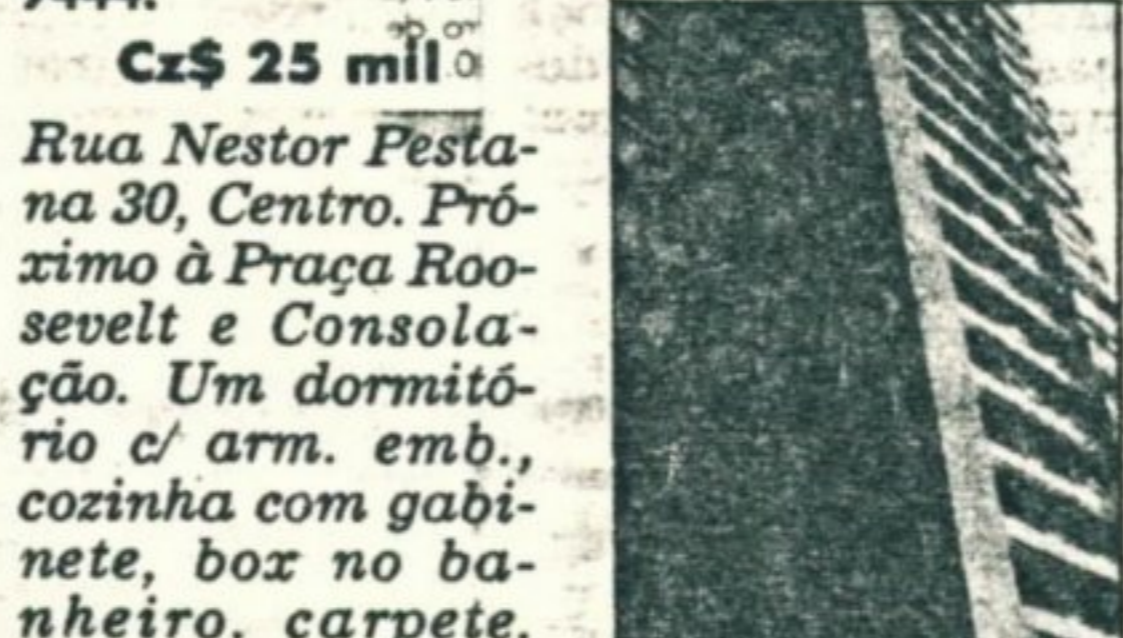 Cz$ 25 mil
Rua Nestor Pesta-
na 30, Centro. Pró-
ximo à Praça Roo-
sevelt e Consola-
ção. Um dormitó-
rio c/ arm. emb.,
cozinha com gabi-
nete, box no ba-
nheiro, carpete,